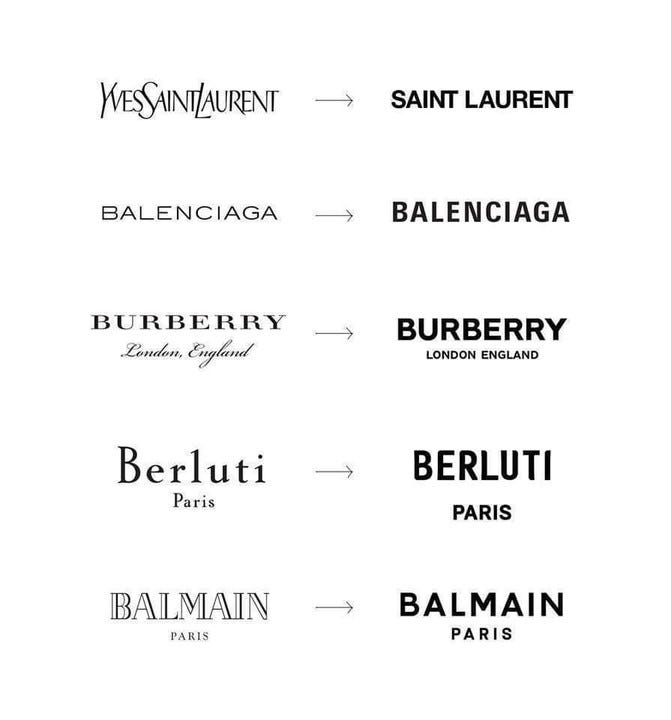 YVESSAINTLAURENT → SAINT LAURENT
BALENCIAGA → BALENCIAGA
BURBERRY → BURBERRY
London, England LONDON ENGLAND
Berluti → BERLUTI
Paris PARIS
BALMAIN → BALMAIN
PARIS PARIS